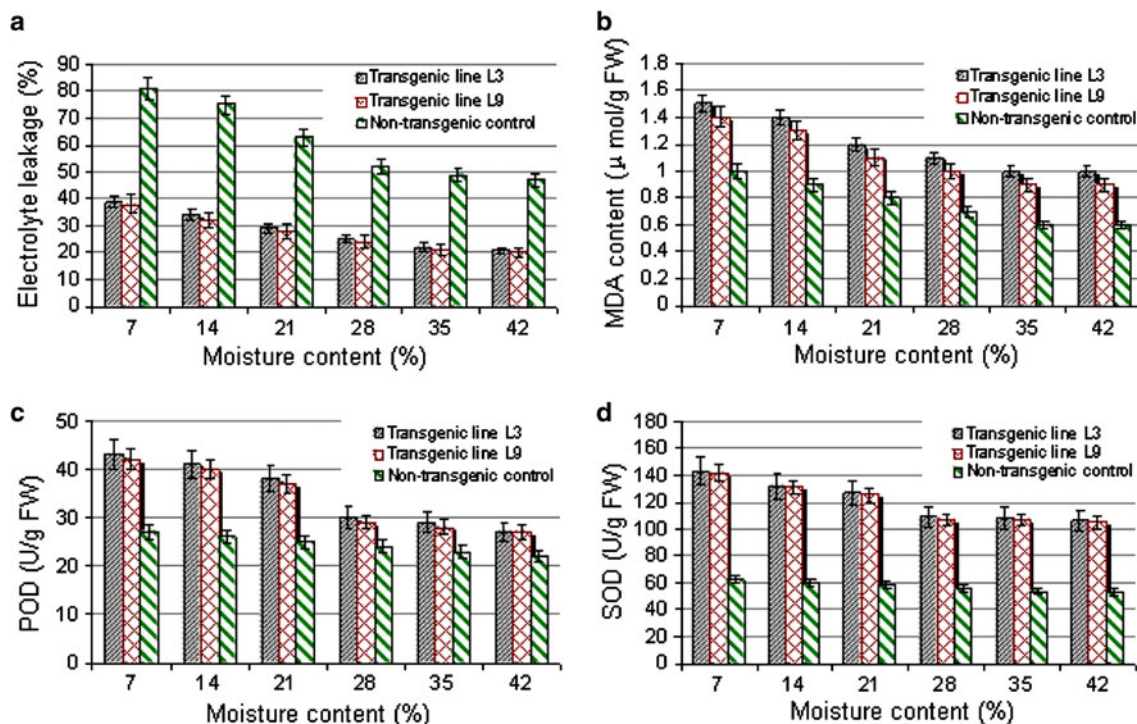 a
Electrolyte leakage (%)
90
80
70
60
50
40
30
20
10
0
Transgenic line L3
Transgenic line L9
Non-transgenic control
7 14 21 28 35 42
Moisture content (%)
b
MDA content (µ mol/g FW)
1.8
1.6
1.4
1.2
1
0.8
0.6
0.4
0.2
0
Transgenic line L3
Transgenic line L9
Non-transgenic control
7 14 21 28 35 42
Moisture content (%)
c
POD (U/g FW)
50
40
30
20
10
0
Transgenic line L3
Transgenic line L9
Non-transgenic control
7 14 21 28 35 42
Moisture content (%)
d
SOD (U/g FW)
180
160
140
120
100
80
60
40
20
0
Transgenic line L3
Transgenic line L9
Non-transgenic control
7 14 21 28 35 42
Moisture content (%)